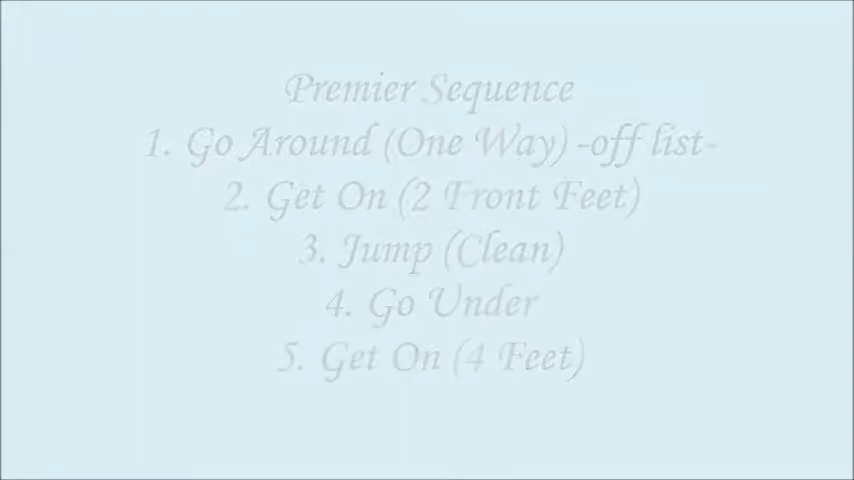 Premier Sequence
1. Go Around (One Way) -off list-
2. Get On (2 Front Feet)
3. Jump (Clean)
4. Go Under
5. Get On (4 Feet)